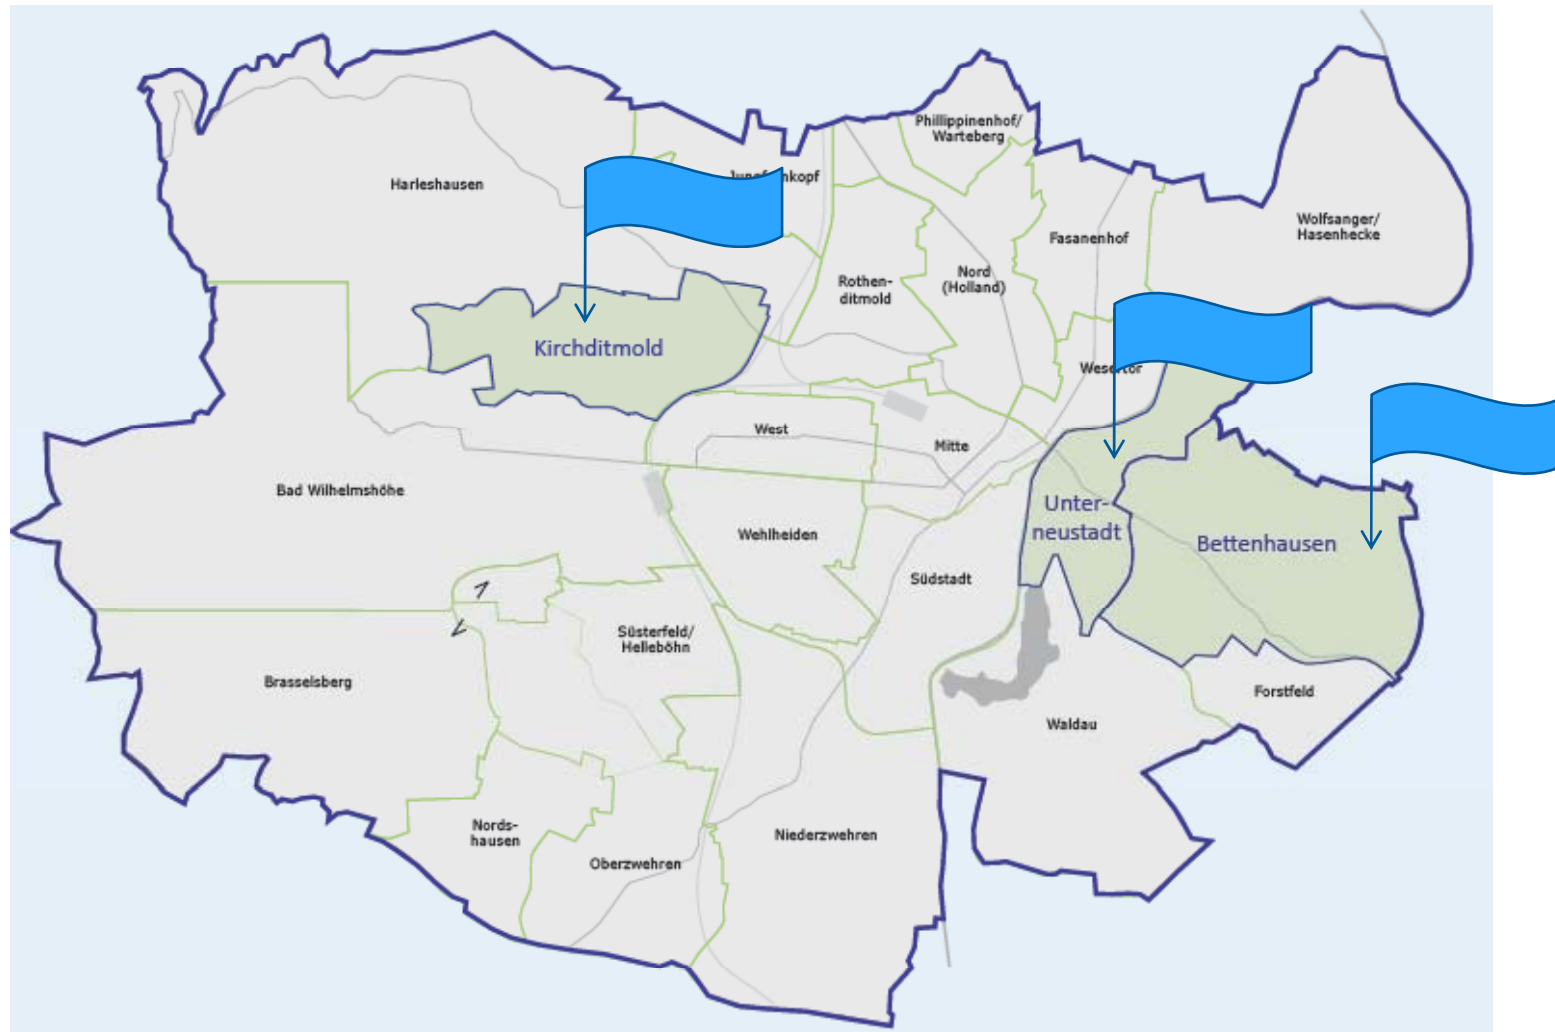 Phillippinenhof/
Warteberg
Harleshausen
Wolfsanger/
Hasenhecke
Fasanenhof
Rothen-
ditmold
Nord
(Holland)
Kirchditmold
West
Mitte
Bad Wilhelmshöhe
Unter-
neustadt
Wehlheiden
Bettenhausen
Südstadt
Süsterfeld/
Helleböhn
Brasselsberg
Forstfeld
Waldau
Nords-
hausen
Niederzwehren
Oberzwehren